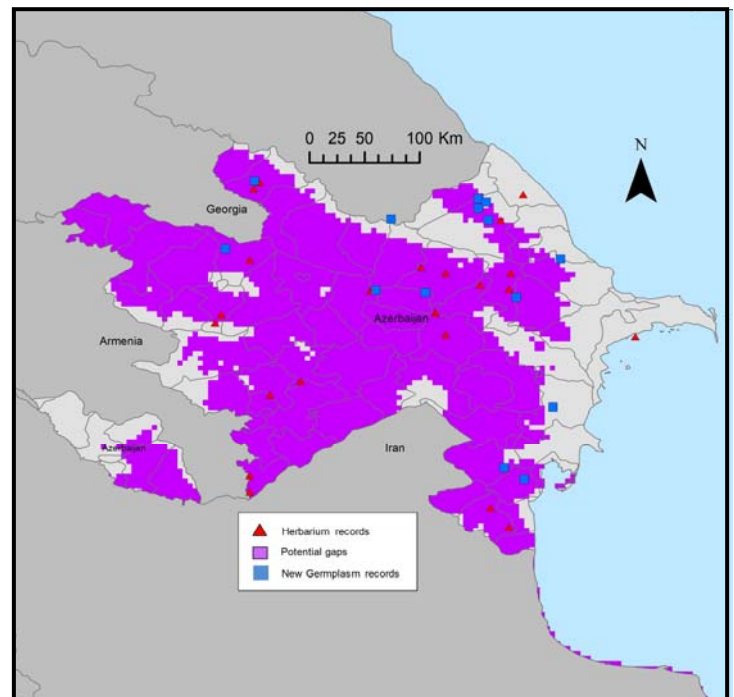 0 25 50 100 Km
N
Georgia
Azerbaijan
Armenia
Azerbaijan
Iran
Herbarium records
Potential gaps
New Germplasm records